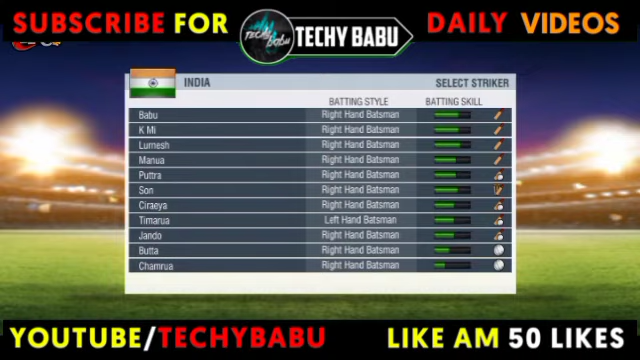 SUBSCRIBE FOR TECHY BABU DAILY VIDEOS
INDIA SELECT STRIKER
BATTING STYLE BATTING SKILL
Babu Right Hand Batsman
K Mi Right Hand Batsman
Lurnesh Right Hand Batsman
Manua Right Hand Batsman
Puttra Right Hand Batsman
Son Right Hand Batsman
Ciraeya Right Hand Batsman
Timarua Left Hand Batsman
Jando Right Hand Batsman
Butta Right Hand Batsman
Chamrua Right Hand Batsman
YOUTUBE/TECHYBABU LIKE AM 50 LIKES